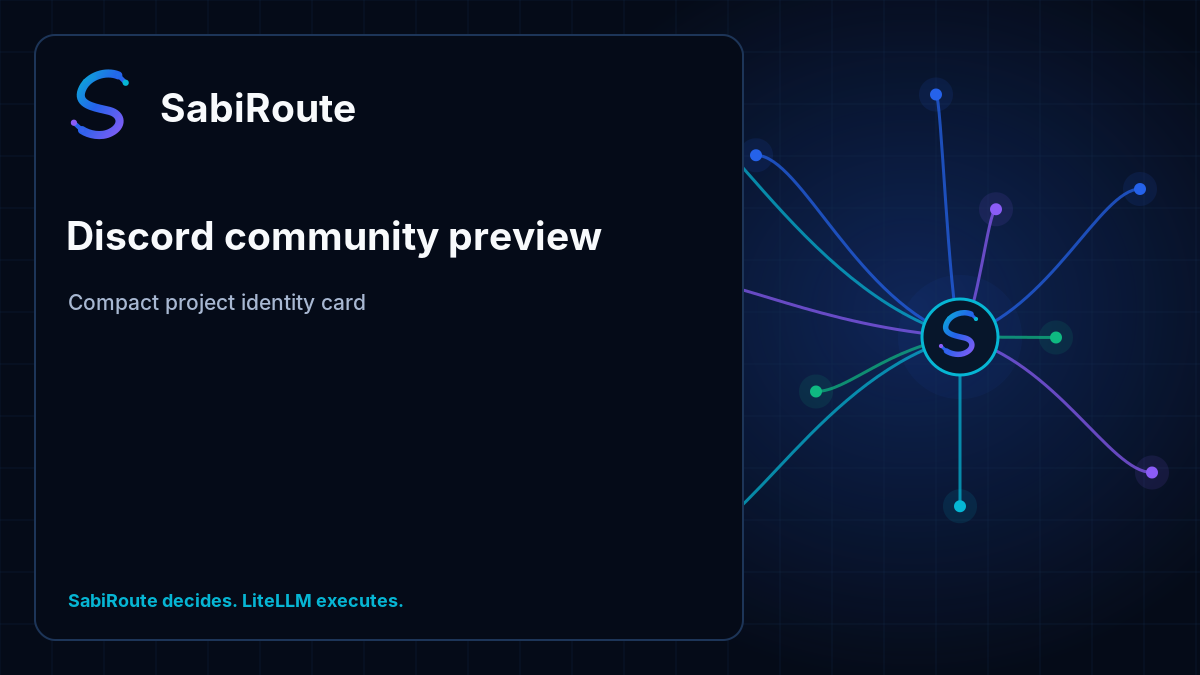 SabiRoute
Discord community preview
Compact project identity card
SabiRoute decides. LiteLLM executes.